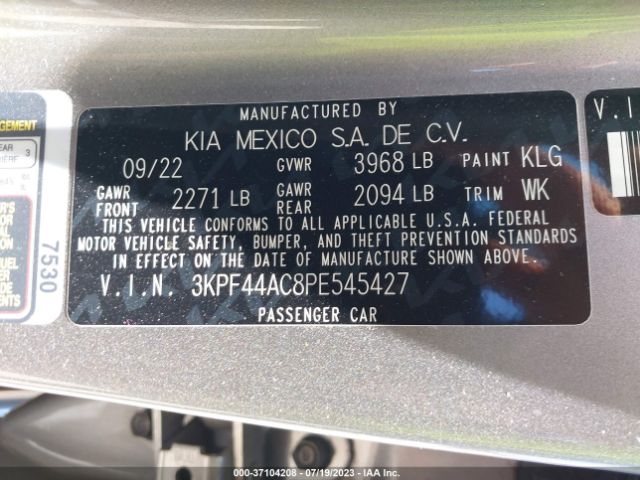 MANUFACTURED BY
KIA MEXICO S.A. DE C.V.
09/22 GVWR 3968 LB PAINT KLG
GAWR FRONT 2271 LB GAWR REAR 2094 LB TRIM WK
THIS VEHICLE CONFORMS TO ALL APPLICABLE U.S.A. FEDERAL
MOTOR VEHICLE SAFETY, BUMPER, AND THEFT PREVENTION STANDARDS
IN EFFECT ON THE DATE OF MANUFACTURE SHOWN ABOVE.
V.I.N. 3KPF44AC8PE545427
PASSENGER CAR
7530
V.I
000-37104208 - 07/19/2023 - IAA Inc.